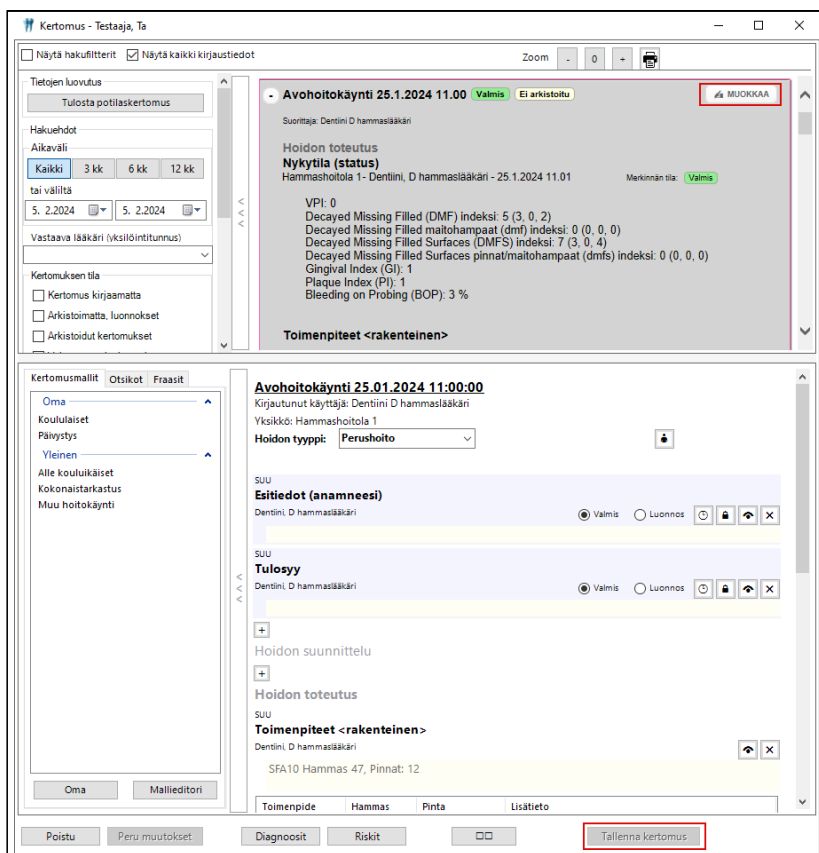 Kertomus - Testaaja, Ta
Näytä hakufiltterit Näytä kaikki kirjaustiedot
Zoom - 0 +
Tietojen luovutus
Tulosta potilaskertomus
Hakuehdot
Aikaväli
Kaikki 3 kk 6 kk 12 kk
tai väliltä
5. 2.2024 5. 2.2024
Vastaava lääkäri (yksilöintitunnus)
Kertomuksen tila
Kertomus kirjaamatta
Arkistoimatta, luonnokset
Arkistoidut kertomukset
<
<
<
- Avohoitokäynti 25.1.2024 11.00 Valmis Ei arkistoitu
MUOKKAA
Suorittaja: Dentiini D hammaslääkäri
Hoidon toteutus
Nykytila (status)
Hammashoitola 1- Dentiini, D hammaslääkäri - 25.1.2024 11.01 Merkinnän tila: Valmis
VPI: 0
Decayed Missing Filled (DMF) indeksi: 5 (3, 0, 2)
Decayed Missing Filled maitohampaat (dmf) indeksi: 0 (0, 0, 0)
Decayed Missing Filled Surfaces (DMFS) indeksi: 7 (3, 0, 4)
Decayed Missing Filled Surfaces pinnat/maitohampaat (dmfs) indeksi: 0 (0, 0, 0)
Gingival Index (GI): 1
Plaque Index (PI): 1
Bleeding on Probing (BOP): 3 %
Toimenpiteet <rakenteinen>
Kertomusmallit Otsikot Fraasit
Oma
Koululaiset
Päivystys
Yleinen
Alle kouluikäiset
Kokonaistarkastus
Muu hoitokäynti
Oma Mallieditori
<
<
<
Avohoitokäynti 25.01.2024 11:00:00
Kirjautunut käyttäjä: Dentiini D hammaslääkäri
Yksikkö: Hammashoitola 1
Hoidon tyyppi: Perushoito
SUU
Esitiedot (anamneesi)
Dentiini, D hammaslääkäri Valmis Luonnos
SUU
Tulosyy
Dentiini, D hammaslääkäri Valmis Luonnos
+
Hoidon suunnittelu
+
Hoidon toteutus
SUU
Toimenpiteet <rakenteinen>
Dentiini, D hammaslääkäri
SFA10 Hammas 47, Pinnat: 12
Toimenpide Hammas Pinta Lisätieto
Poistu Peru muutokset Diagnoosit Riskit Tallenna kertomus